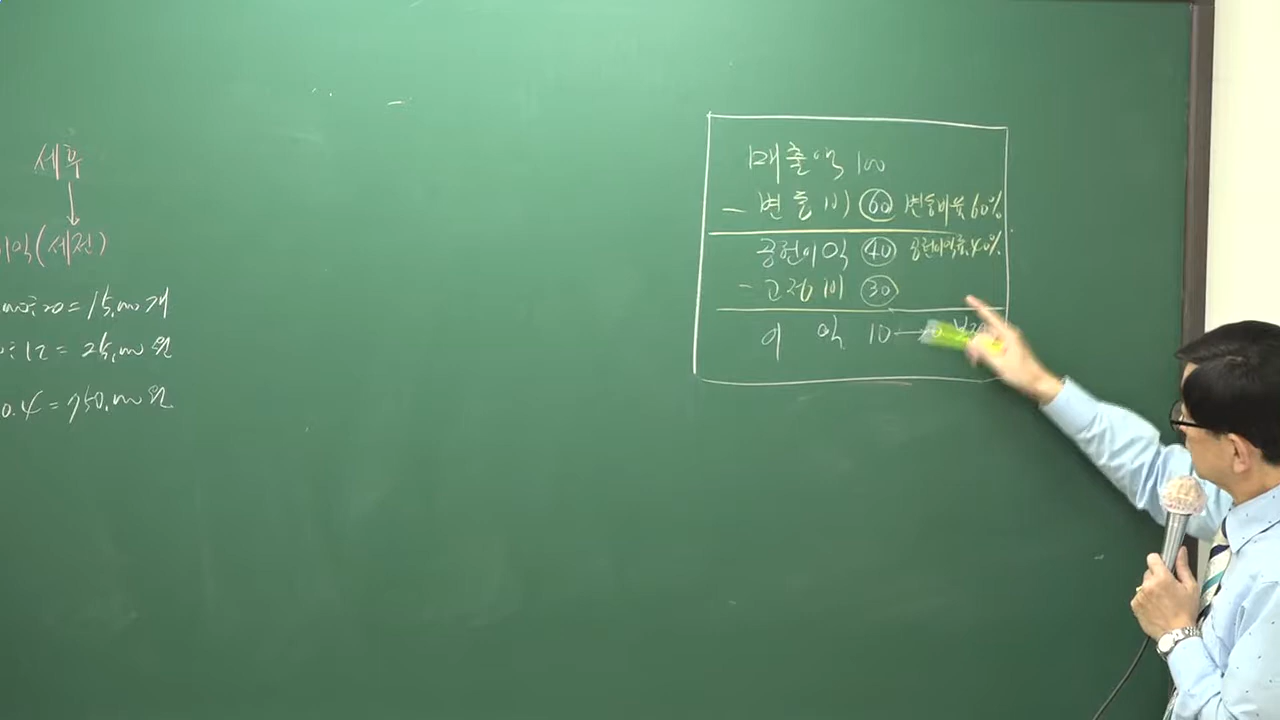 세후
이익(세전)
÷20=15,000개
÷12=25,000원
0.4=750,000원
매출액 100
- 변동비 60 변동비율 60%
공헌이익 40 공헌이익률 40%
- 고정비 30
이 익 10